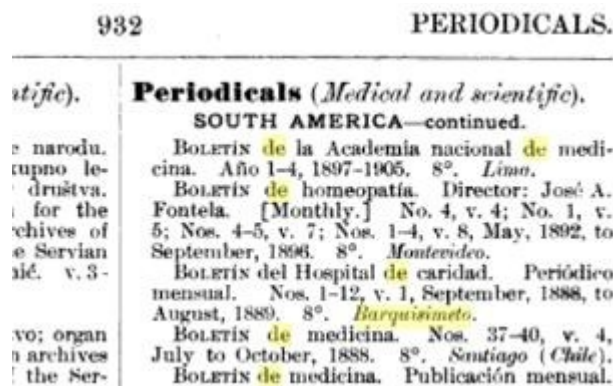 932
PERIODICALS.
ntific).
e narodu.
kupno le-
društva.
for the
rchives of
e Servian
nić. v. 3-
vo; organ
n archives
the Ser-
Periodicals (Medical and scientific).
SOUTH AMERICA—continued.
BOLETÍN de la Academia nacional de medi-
cina. Año 1-4, 1897-1905. 8°. Lima.
BOLETÍN de homeopatía. Director: José A.
Fontela. [Monthly.] No. 4, v. 4; No. 1, v.
5; Nos. 4-5, v. 7; Nos. 1-4, v. 8, May, 1892, to
September, 1896. 8°. Montevideo.
BOLETÍN del Hospital de caridad. Periódico
mensual. Nos. 1-12, v. 1, September, 1888, to
August, 1889. 8°. Barquisimeto.
BOLETÍN de medicina. Nos. 37-40, v. 4,
July to October, 1888. 8°. Santiago (Chile).
BOLETÍN de medicina. Publicación mensual.